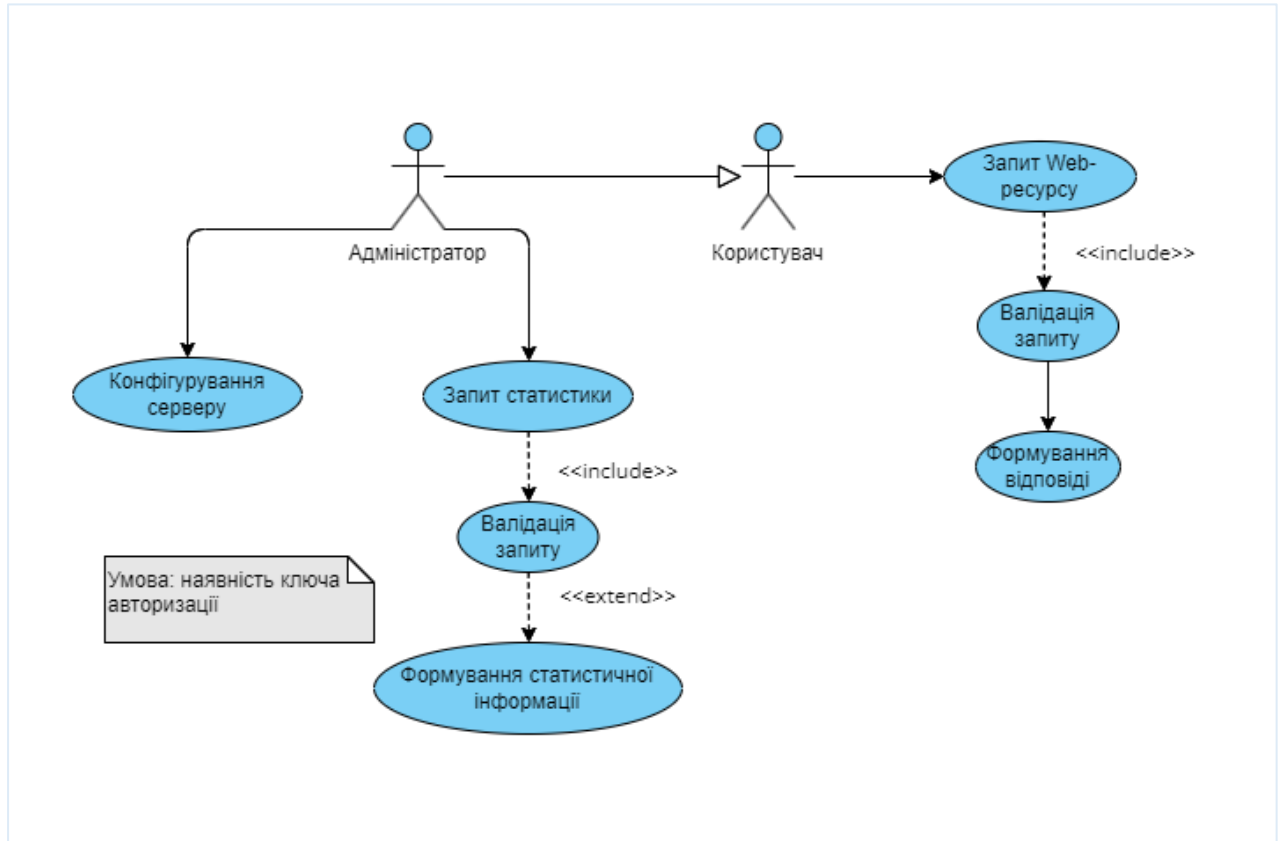 Запит Web-
ресурсу
Адміністратор
Користувач
<<include>>
Валідація
запиту
Конфігурування
серверу
Запит статистики
Формування
відповіді
<<include>>
Валідація
запиту
Умова: наявність ключа
авторизації
<<extend>>
Формування статистичної
інформації